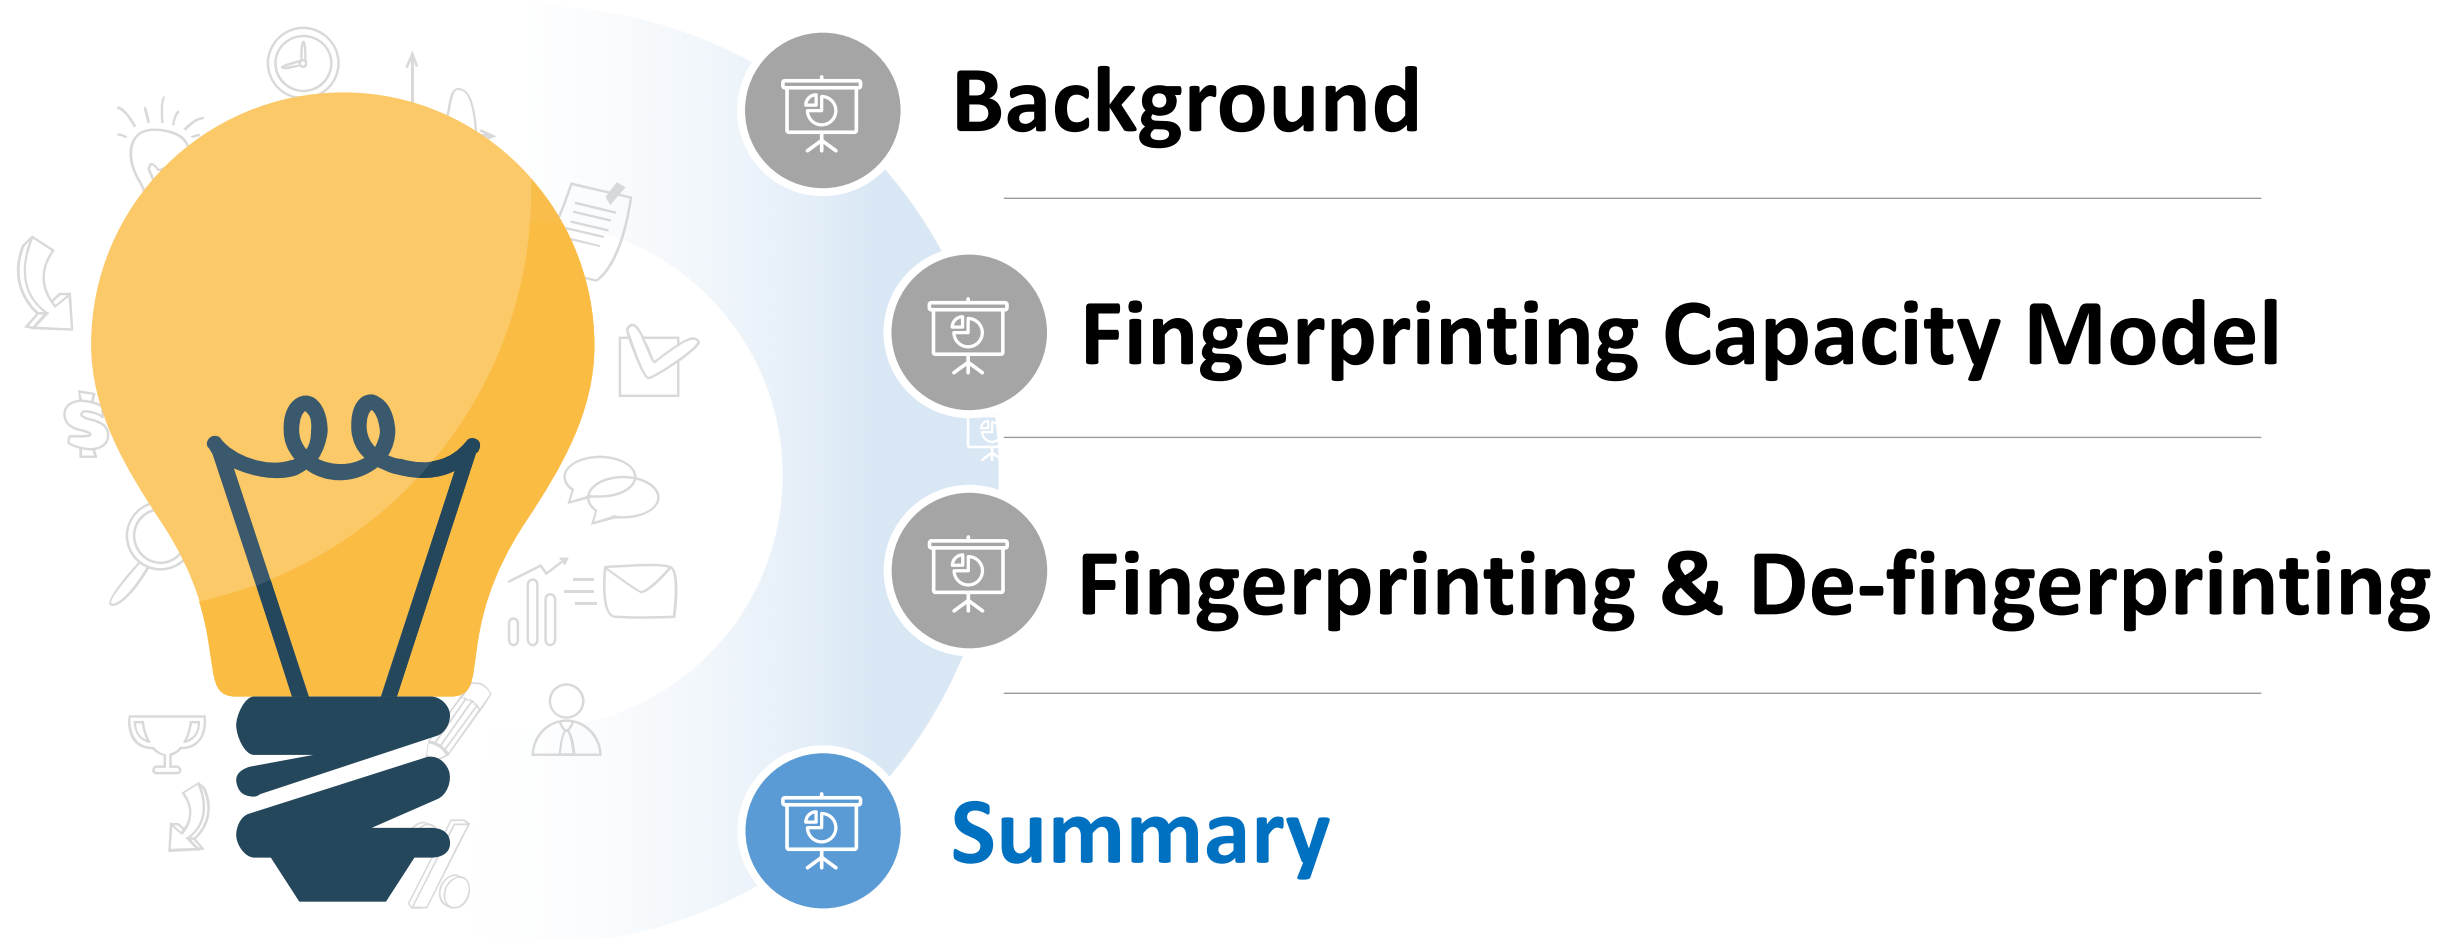 Background
Fingerprinting Capacity Model
Fingerprinting & De-fingerprinting
Summary